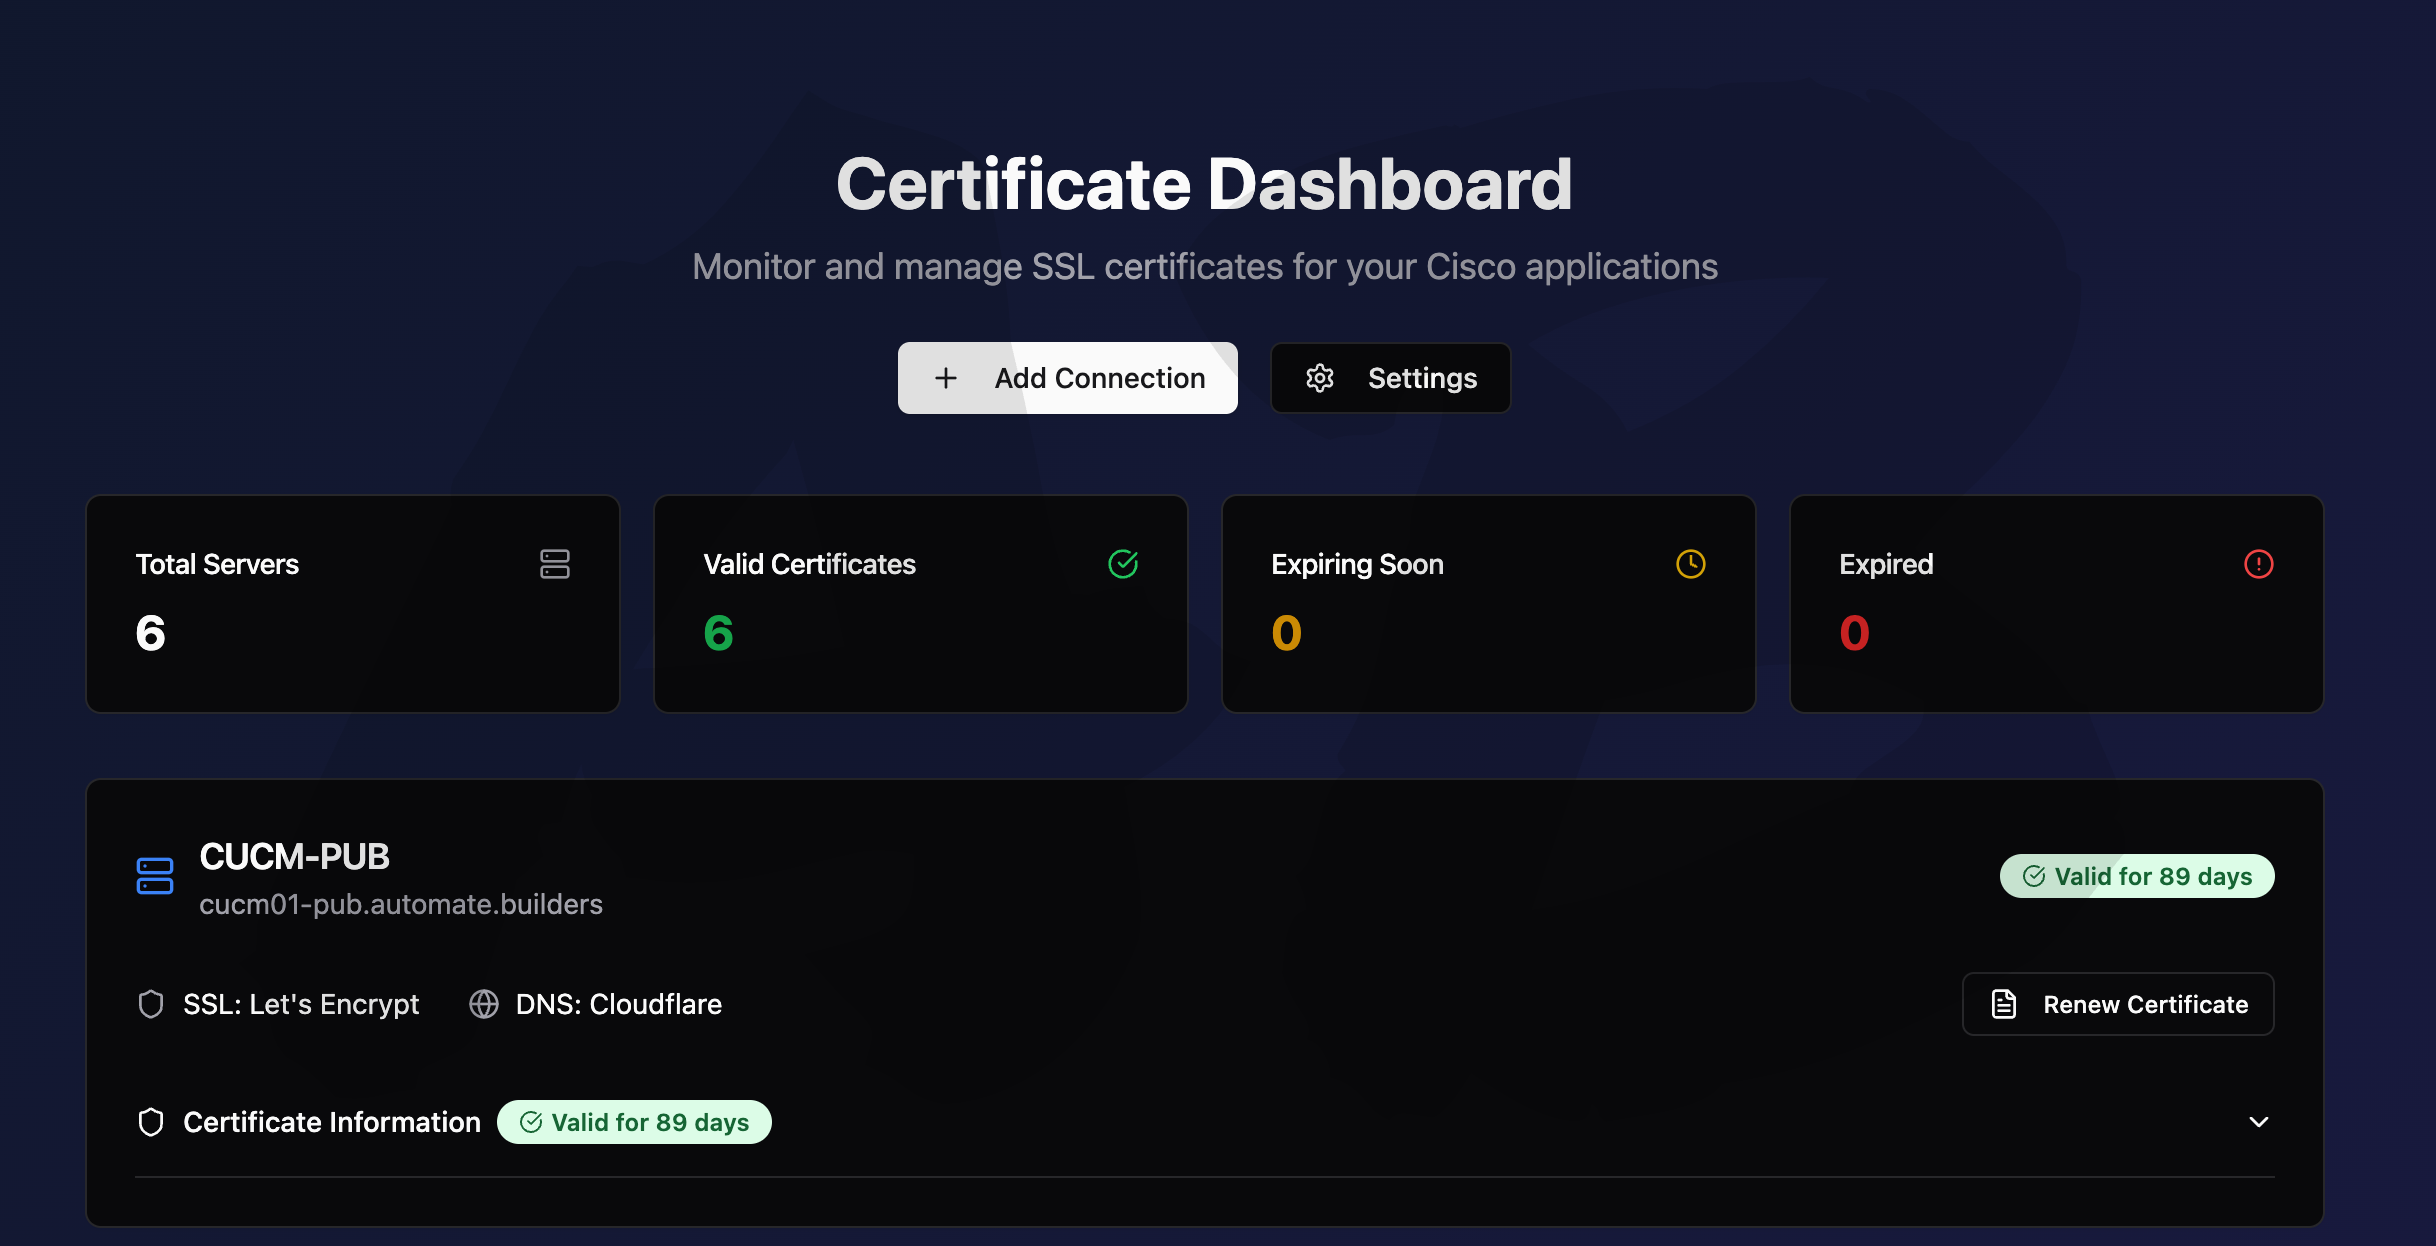 Certificate Dashboard
Monitor and manage SSL certificates for your Cisco applications
Add Connection
Settings
Total Servers
6
Valid Certificates
6
Expiring Soon
0
Expired
0
CUCM-PUB
cucm01-pub.automate.builders
Valid for 89 days
SSL: Let's Encrypt
DNS: Cloudflare
Renew Certificate
Certificate Information
Valid for 89 days